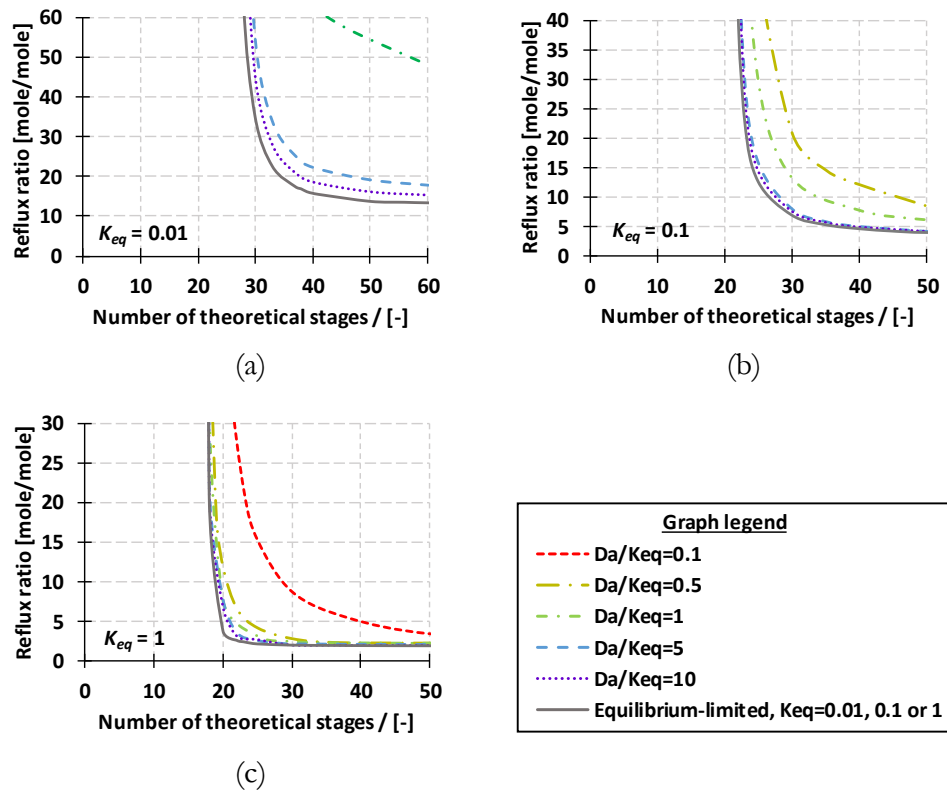 Reflux ratio [mole/mole]
60
50
40
30
20
10
0
Keq = 0.01
0 10 20 30 40 50 60
Number of theoretical stages / [-]
(a)
Reflux ratio [mole/mole]
40
35
30
25
20
15
10
5
0
Keq = 0.1
0 10 20 30 40 50
Number of theoretical stages / [-]
(b)
Reflux ratio [mole/mole]
30
25
20
15
10
5
0
Keq = 1
0 10 20 30 40 50
Number of theoretical stages / [-]
(c)
Graph legend
Da/Keq=0.1
Da/Keq=0.5
Da/Keq=1
Da/Keq=5
Da/Keq=10
Equilibrium-limited, Keq=0.01, 0.1 or 1